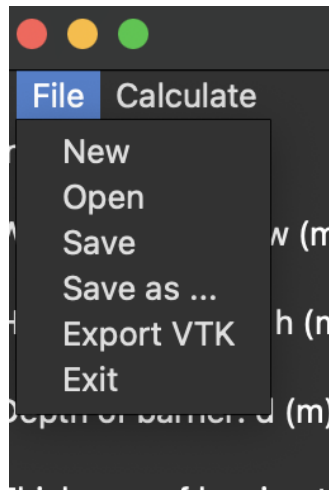 File Calculate
New
Open
Save
w (m
Save as ...
Export VTK
h (m
Exit
Depth of barrier: d (m)